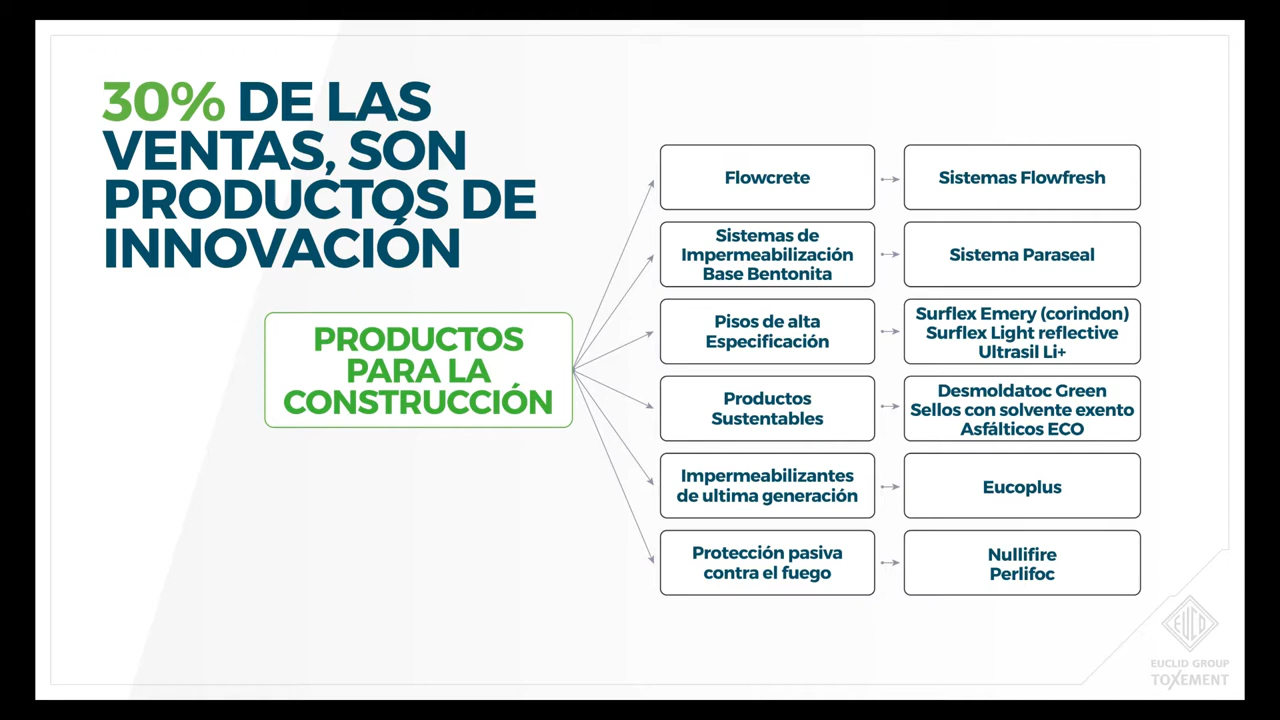 30% DE LAS
VENTAS, SON
PRODUCTOS DE
INNOVACIÓN
PRODUCTOS
PARA LA
CONSTRUCCIÓN
Flowcrete
Sistemas Flowfresh
Sistemas de
Impermeabilización
Base Bentonita
Sistema Paraseal
Pisos de alta
Especificación
Surflex Emery (corindon)
Surflex Light reflective
Ultrasil Li+
Productos
Sustentables
Desmoldatoc Green
Sellos con solvente exento
Asfálticos ECO
Impermeabilizantes
de ultima generación
Eucoplus
Protección pasiva
contra el fuego
Nullifire
Perlifoc
EUCO
EUCLID GROUP
TOXEMENT